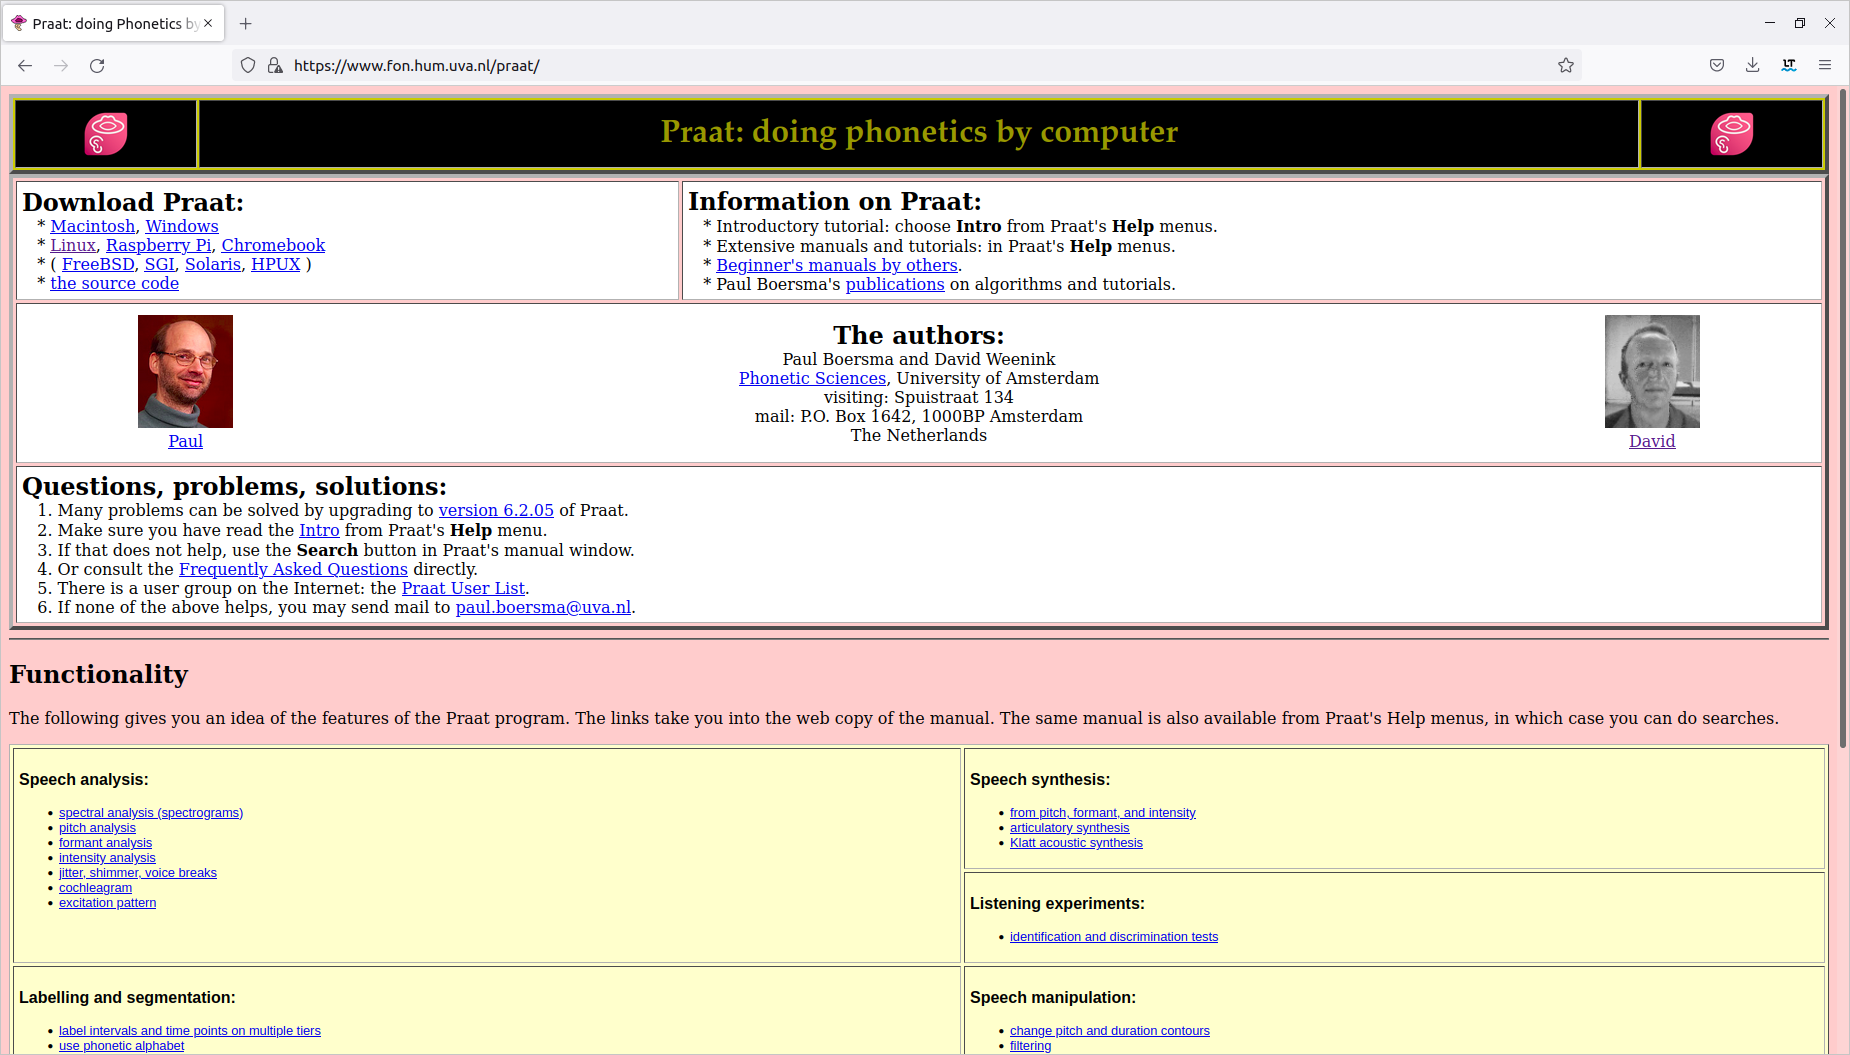 Praat: doing Phonetics by
https://www.fon.hum.uva.nl/praat/
LT
Praat: doing phonetics by computer
Download Praat:
* Macintosh, Windows
* Linux, Raspberry Pi, Chromebook
* ( FreeBSD, SGI, Solaris, HPUX )
* the source code
Information on Praat:
* Introductory tutorial: choose Intro from Praat's Help menus.
* Extensive manuals and tutorials: in Praat's Help menus.
* Beginner's manuals by others.
* Paul Boersma's publications on algorithms and tutorials.
Paul
The authors:
Paul Boersma and David Weenink
Phonetic Sciences, University of Amsterdam
visiting: Spuistraat 134
mail: P.O. Box 1642, 1000BP Amsterdam
The Netherlands
David
Questions, problems, solutions:
1. Many problems can be solved by upgrading to version 6.2.05 of Praat.
2. Make sure you have read the Intro from Praat's Help menu.
3. If that does not help, use the Search button in Praat's manual window.
4. Or consult the Frequently Asked Questions directly.
5. There is a user group on the Internet: the Praat User List.
6. If none of the above helps, you may send mail to paul.boersma@uva.nl.
Functionality
The following gives you an idea of the features of the Praat program. The links take you into the web copy of the manual. The same manual is also available from Praat's Help menus, in which case you can do searches.
Speech analysis:
• spectral analysis (spectrograms)
• pitch analysis
• formant analysis
• intensity analysis
• jitter, shimmer, voice breaks
• cochleagram
• excitation pattern
Speech synthesis:
• from pitch, formant, and intensity
• articulatory synthesis
• Klatt acoustic synthesis
Listening experiments:
• identification and discrimination tests
Labelling and segmentation:
• label intervals and time points on multiple tiers
• use phonetic alphabet
Speech manipulation:
• change pitch and duration contours
• filtering